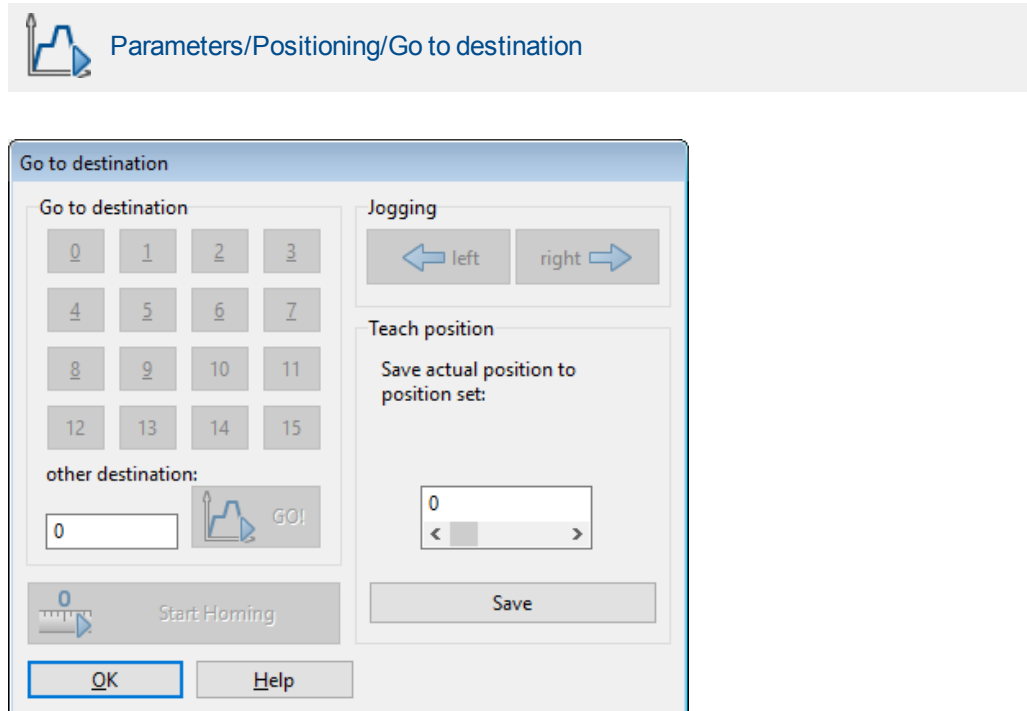 Parameters/Positioning/Go to destination
Go to destination
Go to destination
0 1 2 3
4 5 6 7
8 9 10 11
12 13 14 15
other destination:
0 GO!
0 Start Homing
OK Help
Jogging
left right
Teach position
Save actual position to
position set:
0
Save